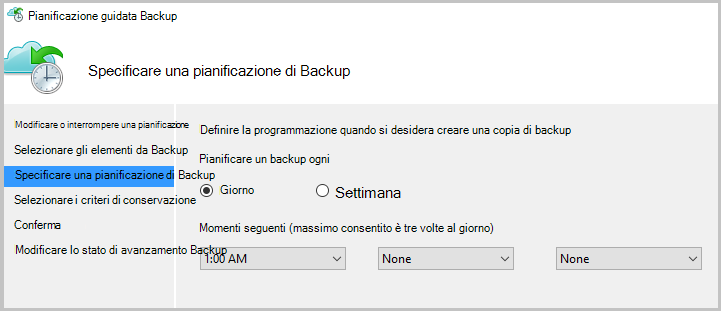 Pianificazione guidata Backup
Specificare una pianificazione di Backup
Modificare o interrompere una pianificazione
Selezionare gli elementi da Backup
Specificare una pianificazione di Backup
Selezionare i criteri di conservazione
Conferma
Modificare lo stato di avanzamento Backup
Definire la programmazione quando si desidera creare una copia di backup
Pianificare un backup ogni
Giorno Settimana
Momenti seguenti (massimo consentito è tre volte al giorno)
1:00 AM None None